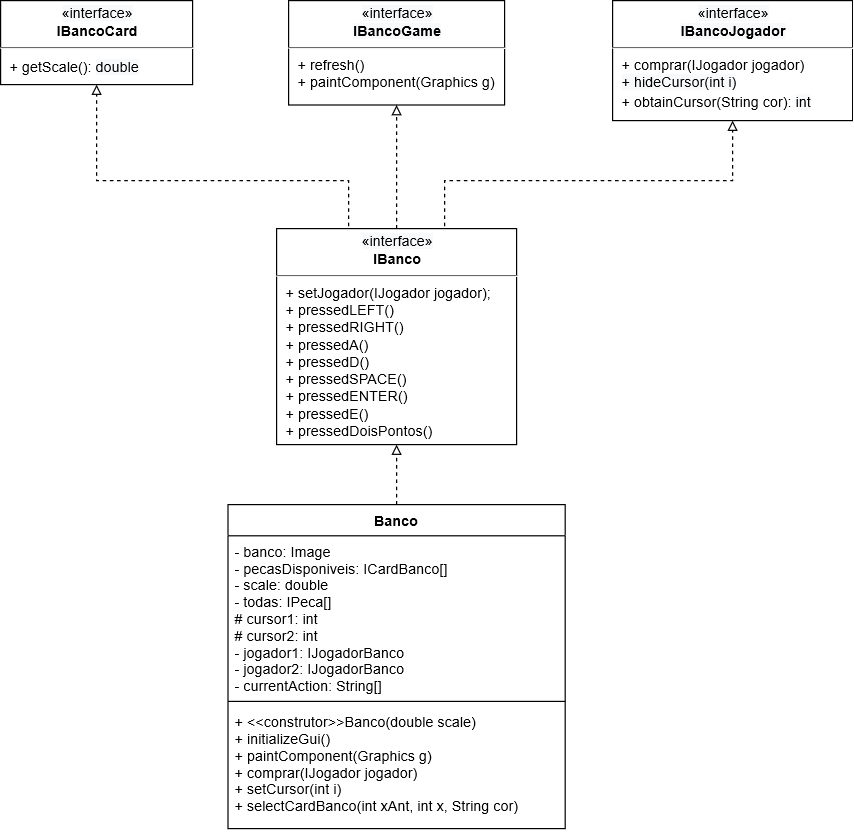 «interface»
IBancoCard
+ getScale(): double
«interface»
IBancoGame
+ refresh()
+ paintComponent(Graphics g)
«interface»
IBancoJogador
+ comprar(IJogador jogador)
+ hideCursor(int i)
+ obtainCursor(String cor): int
«interface»
IBanco
+ setJogador(IJogador jogador);
+ pressedLEFT()
+ pressedRIGHT()
+ pressedA()
+ pressedD()
+ pressedSPACE()
+ pressedENTER()
+ pressedE()
+ pressedDoisPontos()
Banco
- banco: Image
- pecasDisponiveis: ICardBanco[]
- scale: double
- todas: IPeca[]
# cursor1: int
# cursor2: int
- jogador1: IJogadorBanco
- jogador2: IJogadorBanco
- currentAction: String[]
+ <<construtor>>Banco(double scale)
+ initializeGui()
+ paintComponent(Graphics g)
+ comprar(IJogador jogador)
+ setCursor(int i)
+ selectCardBanco(int xAnt, int x, String cor)